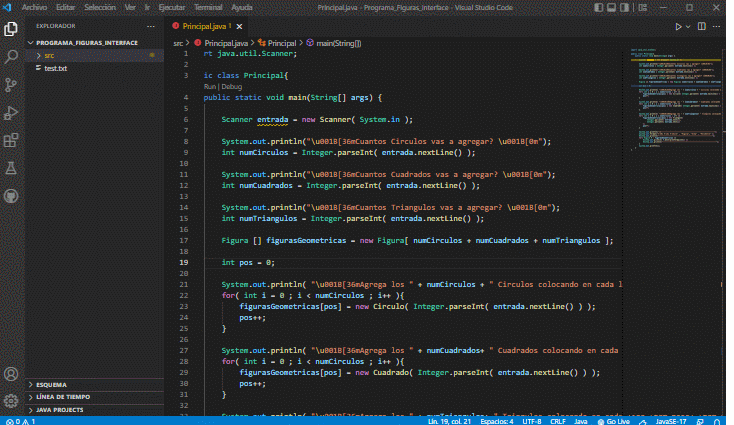 Archivo Editar Selección Ver Ir Ejecutar Terminal Ayuda
Principal.java - Programa_Figuras_Interface - Visual Studio Code
EXPLORADOR
PROGRAMA_FIGURAS_INTERFACE
src
test.txt
ESQUEMA
LÍNEA DE TIEMPO
JAVA PROJECTS
Principal.java 1
src > Principal.java > Principal > main(String[])
1 rt java.util.Scanner;
2
3 ic class Principal{
Run | Debug
4 public static void main(String[] args) {
5
6 Scanner entrada = new Scanner( System.in );
7
8 System.out.println("\u001B[36mCuantos Circulos vas a agregar? \u001B[0m");
9 int numCirculos = Integer.parseInt( entrada.nextLine() );
10
11 System.out.println("\u001B[36mCuantos Cuadrados vas a agregar? \u001B[0m");
12 int numCuadrados = Integer.parseInt( entrada.nextLine() );
13
14 System.out.println("\u001B[36mCuantos Triangulos vas a agregar? \u001B[0m");
15 int numTriangulos = Integer.parseInt( entrada.nextLine() );
16
17 Figura [] figurasGeometricas = new Figura[ numCirculos + numCuadrados + numTriangulos ];
18
19 int pos = 0;
20
21 System.out.println( "\u001B[36mAgrega los " + numCirculos + " Circulos colocando en cada l
22 for( int i = 0 ; i < numCirculos ; i++ ){
23 figurasGeometricas[pos] = new Circulo( Integer.parseInt( entrada.nextLine() ) );
24 pos++;
25 }
26
27 System.out.println( "\u001B[36mAgrega los " + numCuadrados+ " Cuadrados colocando en cada
28 for( int i = 0 ; i < numCirculos ; i++ ){
29 figurasGeometricas[pos] = new Cuadrado( Integer.parseInt( entrada.nextLine() ) );
30 pos++;
31 }
32
0 1
Lín. 19, col. 21 Espacios: 4 UTF-8 CRLF Java Go Live JavaSE-17